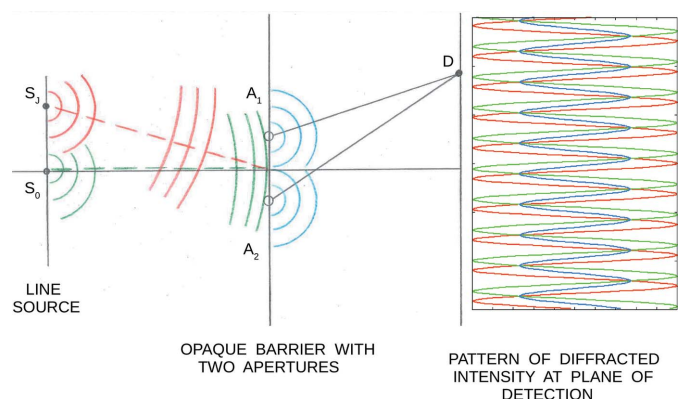 S_J
A_1
D
S_0
A_2
LINE
SOURCE
OPAQUE BARRIER WITH
TWO APERTURES
PATTERN OF DIFFRACTED
INTENSITY AT PLANE OF
DETECTION